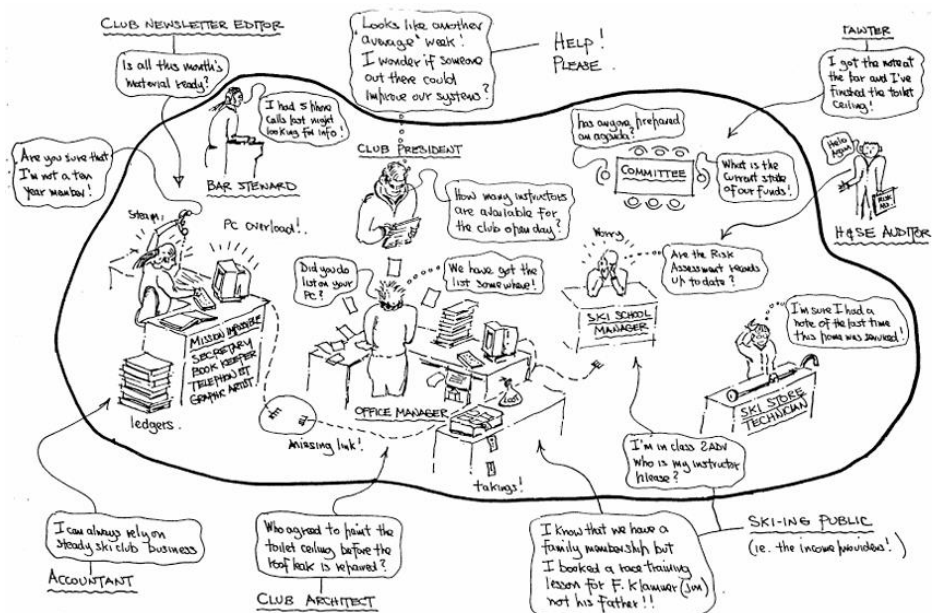 CLUB NEWSLETTER EDITOR
Is all this month's
material ready?
Looks like another
"average" week!
I wonder if someone
out there could
improve our systems?
HELP!
PLEASE.
PAWTER
I got the note at
the bar and I've
finished the toilet
ceiling!
I had 5 phone
calls last night
looking for info!
BAR STEWARD
Are you sure that
I'm not a ten
year member!
CLUB PRESIDENT
How many instructors
are available for
the club open day?
has anyone prepared
an agenda?
COMMITTEE
What is the
current state
of our funds!
Hello
Again
RISK
H&SE AUDITOR
Steam!
PC overload!.
Did you do
list on your
PC?
We have got the
list somewhere!
Worry
Are the Risk
Assessment records
up to date?
SKI SCHOOL
MANAGER
I'm sure I had a
note of the last time
this home was serviced!
SKI STORE
TECHNICIAN
MISSION IMPOSSIBLE
SECRETARY
BOOK KEEPER
TELEPHONIST
GRAPHIC ARTIST
ledgers.
OFFICE MANAGER
Missing link!
takings!
I'm in class 2ADV
who is my instructor
please?
I can always rely on
steady ski club business
ACCOUNTANT
Who agreed to paint the
toilet ceiling before the
roof leak is repaired?
CLUB ARCHITECT
I know that we have a
family membership but
I booked a race training
lesson for F. Klammer (Jun)
not his father!!
SKI-ING PUBLIC
(ie. the income providers!)